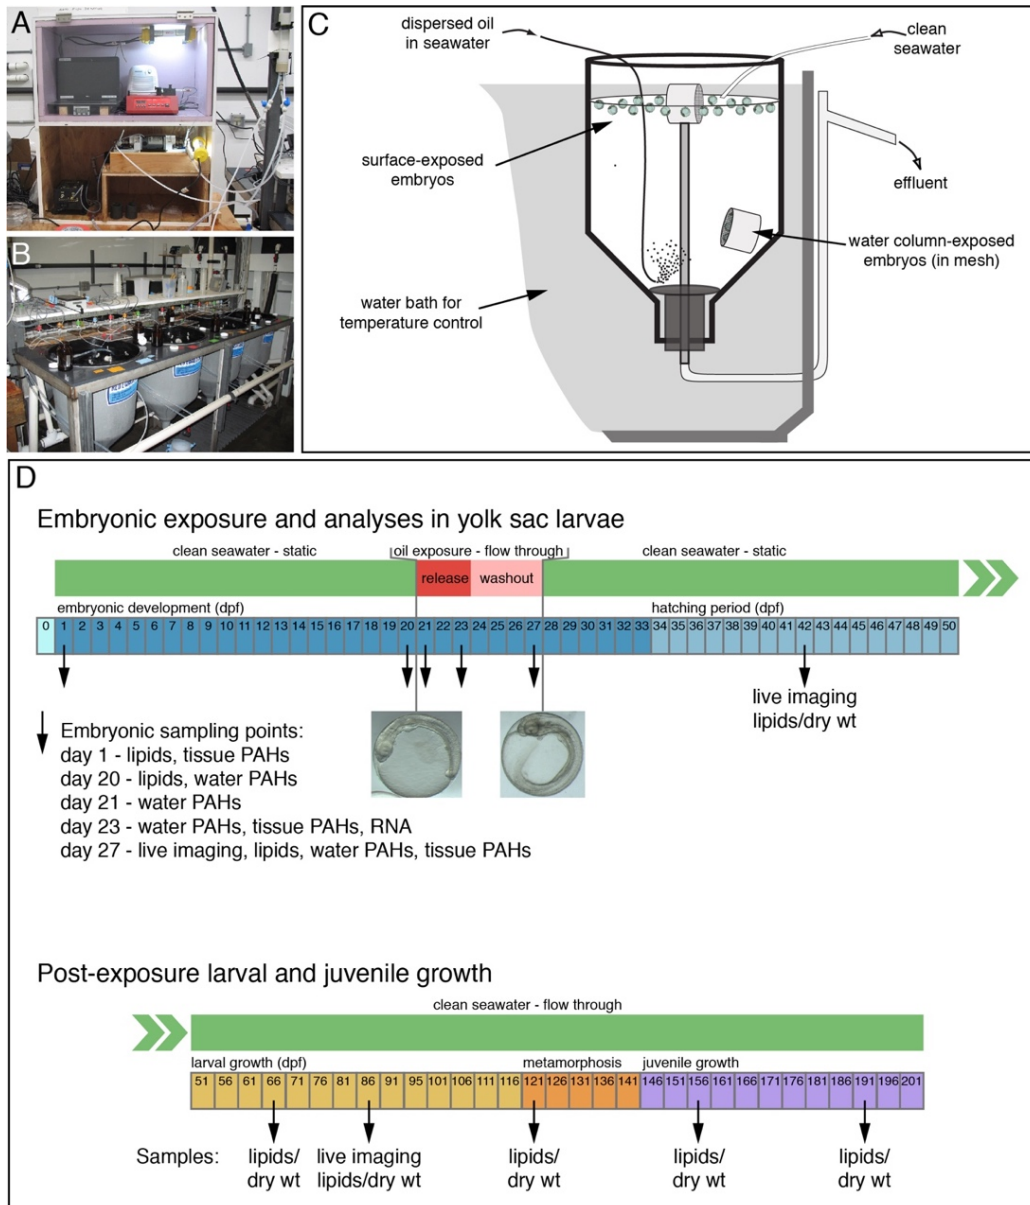 A
B
C
dispersed oil
in seawater
clean
seawater
surface-exposed
embryos
effluent
water column-exposed
embryos (in mesh)
water bath for
temperature control
D
Embryonic exposure and analyses in yolk sac larvae
clean seawater - static
oil exposure - flow through
clean seawater - static
release
washout
embryonic development (dpf)
hatching period (dpf)
0 1 2 3 4 5 6 7 8 9 10 11 12 13 14 15 16 17 18 19 20 21 22 23 24 25 26 27 28 29 30 31 32 33 34 35 36 37 38 39 40 41 42 43 44 45 46 47 48 49 50
live imaging
lipids/dry wt
Embryonic sampling points:
day 1 - lipids, tissue PAHs
day 20 - lipids, water PAHs
day 21 - water PAHs
day 23 - water PAHs, tissue PAHs, RNA
day 27 - live imaging, lipids, water PAHs, tissue PAHs
Post-exposure larval and juvenile growth
clean seawater - flow through
larval growth (dpf)
metamorphosis
juvenile growth
51 56 61 66 71 76 81 86 91 95 101 106 111 116 121 126 131 136 141 146 151 156 161 166 171 176 181 186 191 196 201
Samples:
lipids/
dry wt
live imaging
lipids/dry wt
lipids/
dry wt
lipids/
dry wt
lipids/
dry wt